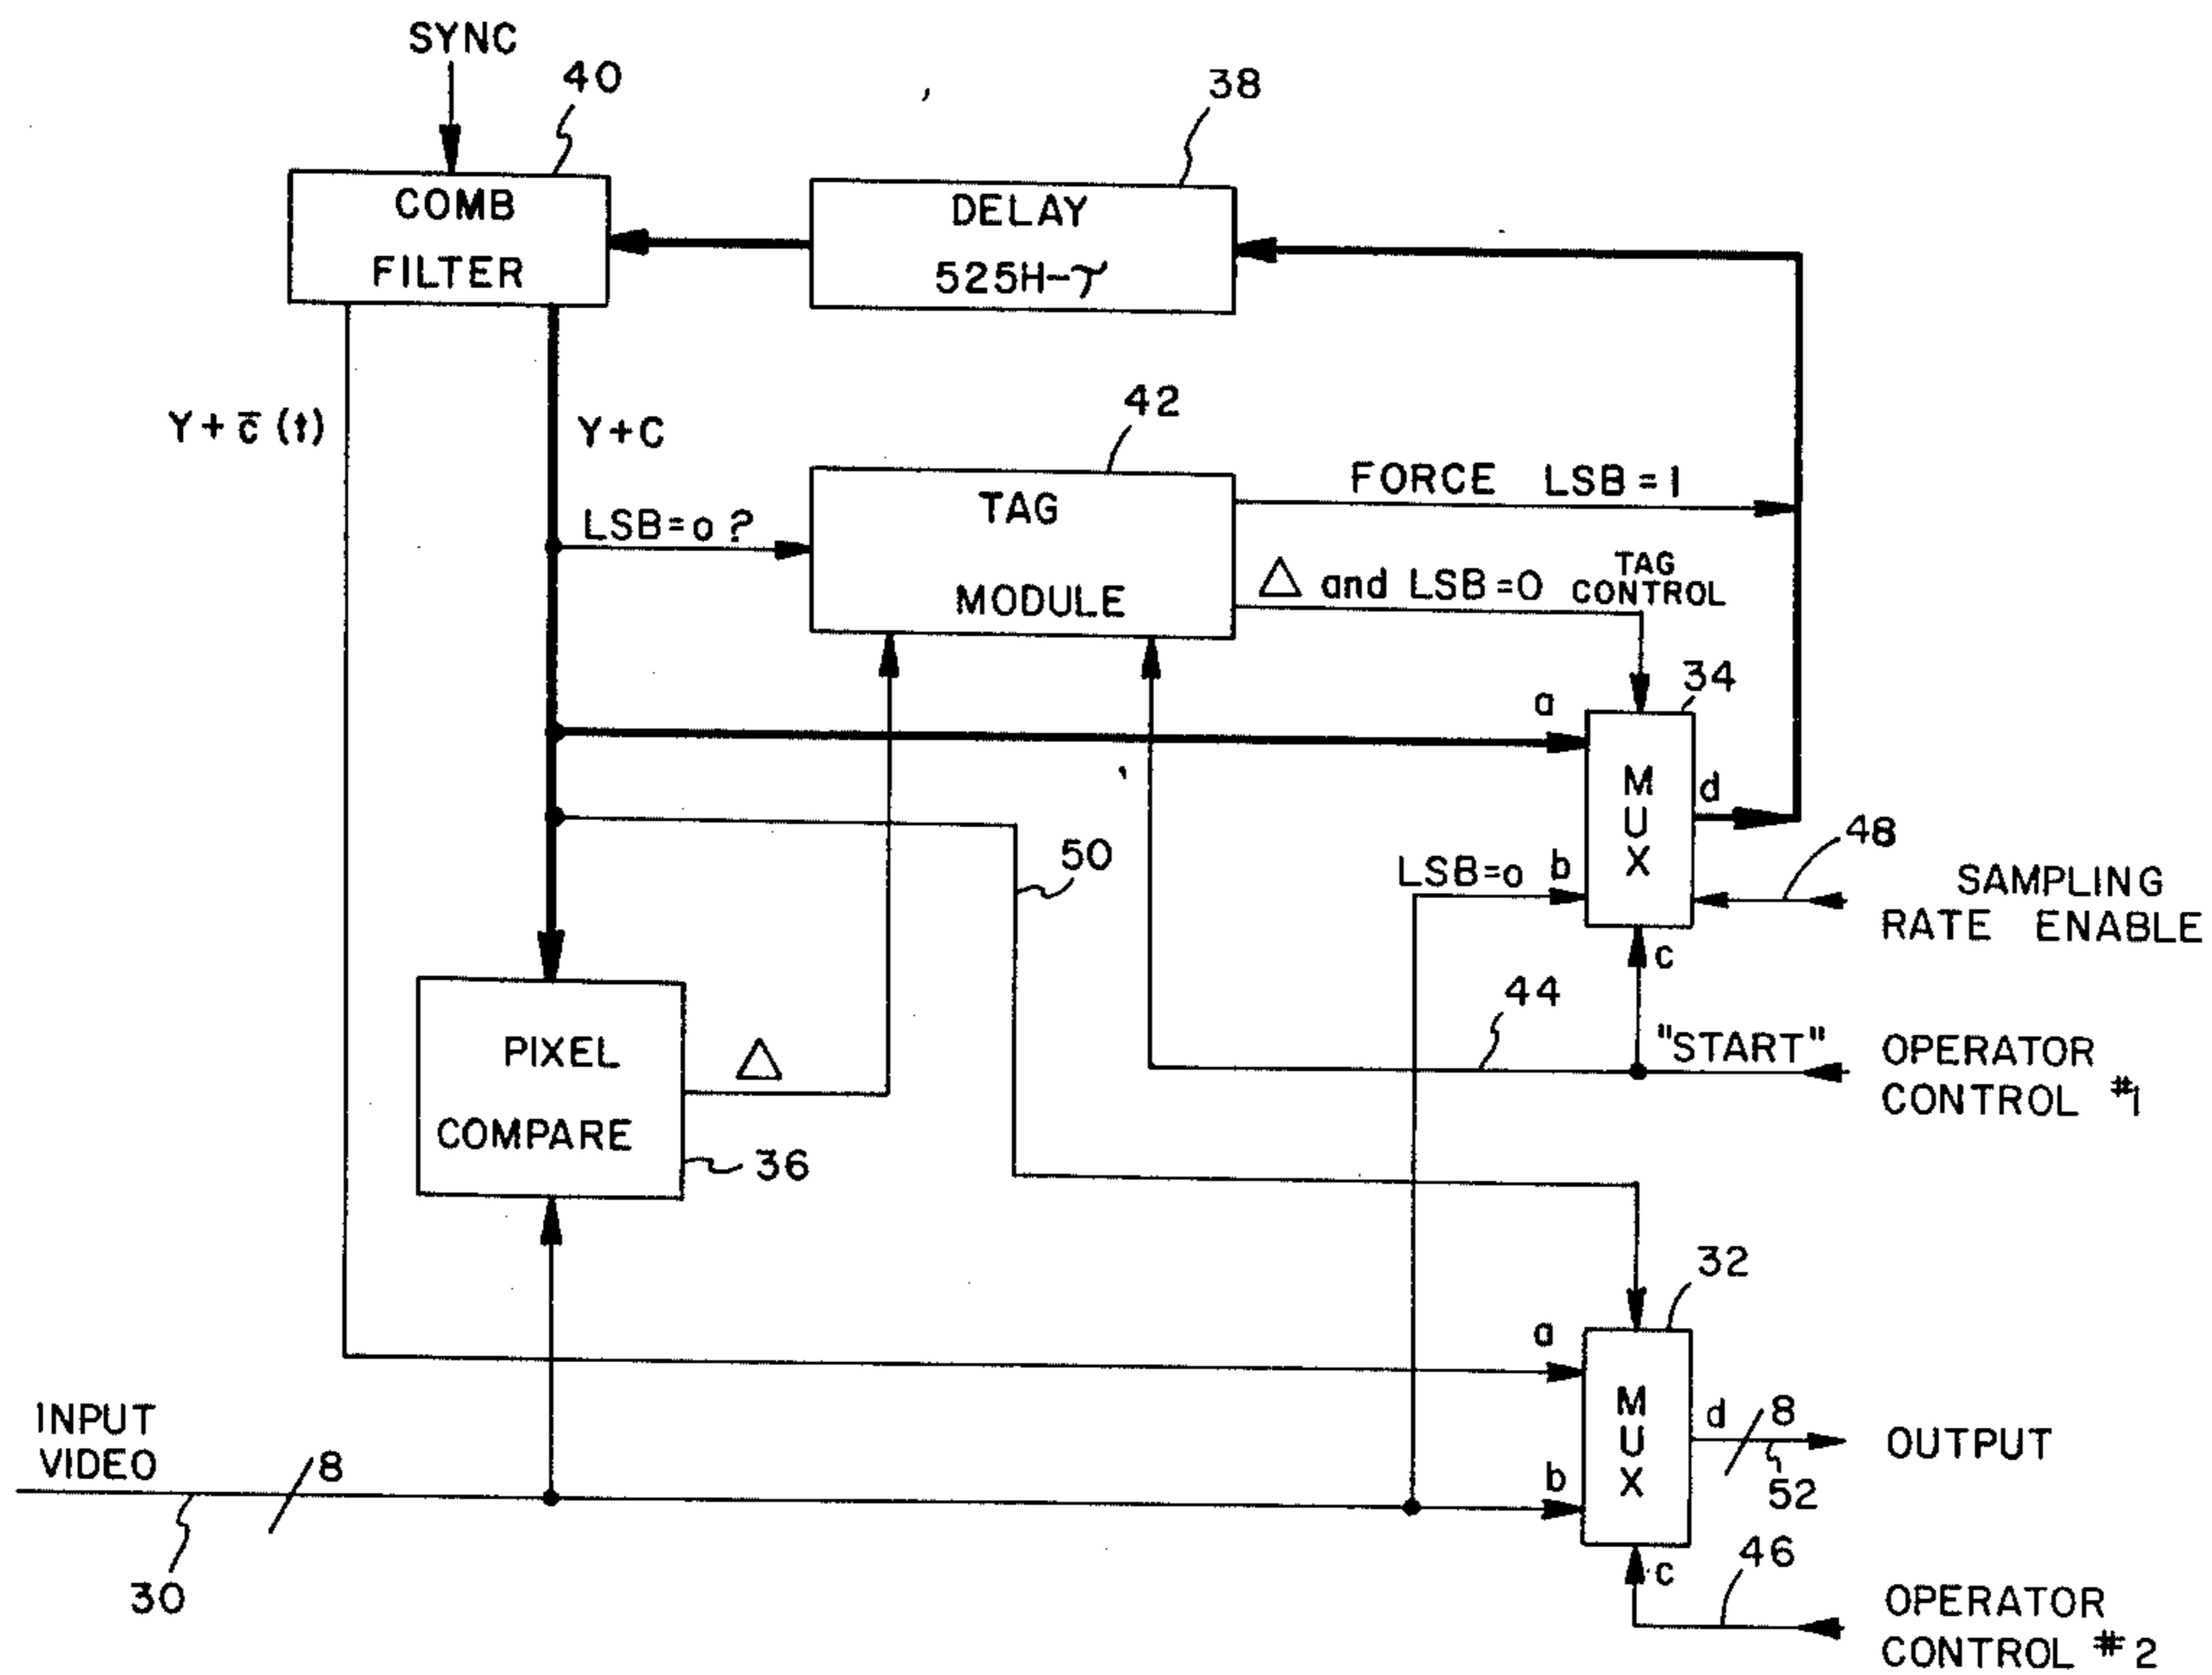 SYNC
40
38
COMB
FILTER
DELAY
525H-τ
Y+c̄(t)
Y+C
42
TAG
MODULE
LSB=o ?
FORCE LSB=1
△ and LSB=0
TAG
CONTROL
34
a
MUX
d
LSB=o
b
c
48
SAMPLING
RATE ENABLE
50
44
"START"
OPERATOR
CONTROL #1
PIXEL
COMPARE
△
36
32
a
MUX
d
8
OUTPUT
52
b
c
46
OPERATOR
CONTROL #2
INPUT
VIDEO
8
30